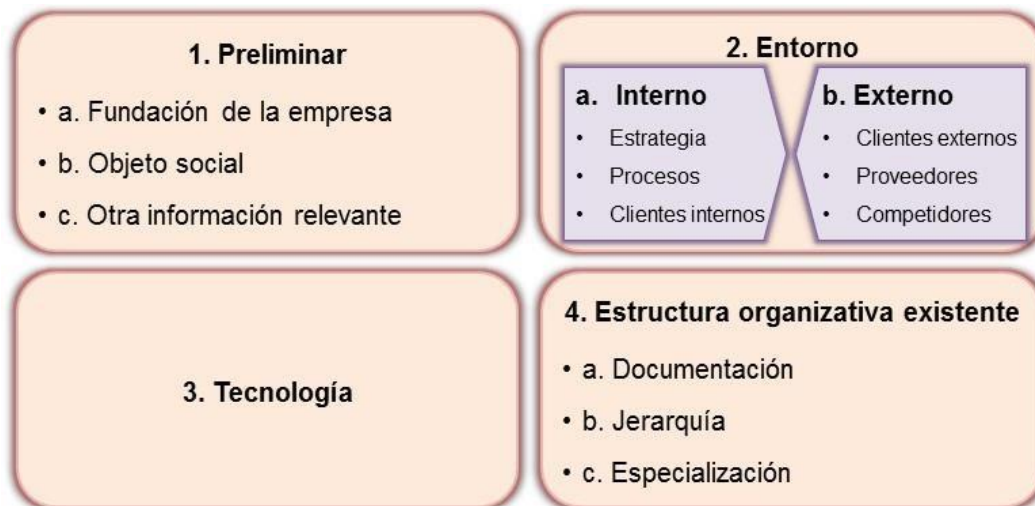 1. Preliminar
• a. Fundación de la empresa
• b. Objeto social
• c. Otra información relevante
2. Entorno
a. Interno
• Estrategia
• Procesos
• Clientes internos
b. Externo
• Clientes externos
• Proveedores
• Competidores
3. Tecnología
4. Estructura organizativa existente
• a. Documentación
• b. Jerarquía
• c. Especialización